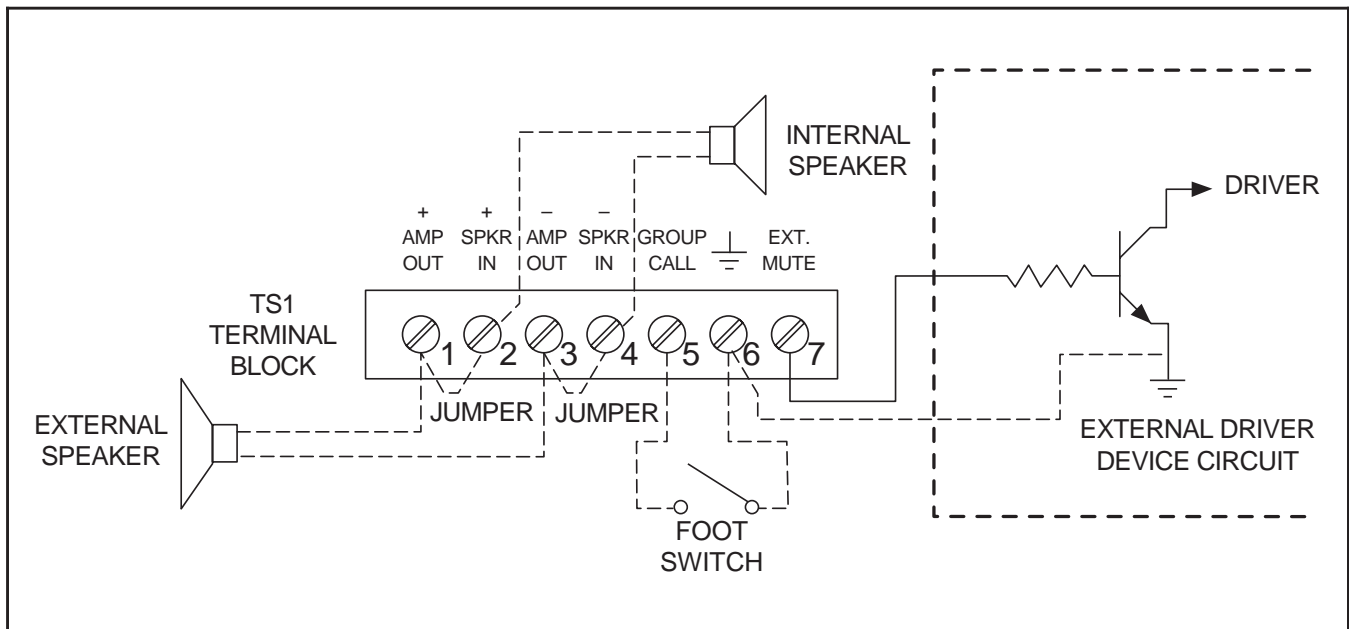 INTERNAL
SPEAKER
DRIVER
+ + – –
AMP SPKR AMP SPKR GROUP EXT.
OUT IN OUT IN CALL MUTE
TS1
TERMINAL
BLOCK
1 2 3 4 5 6 7
JUMPER JUMPER
EXTERNAL
SPEAKER
EXTERNAL DRIVER
DEVICE CIRCUIT
FOOT
SWITCH